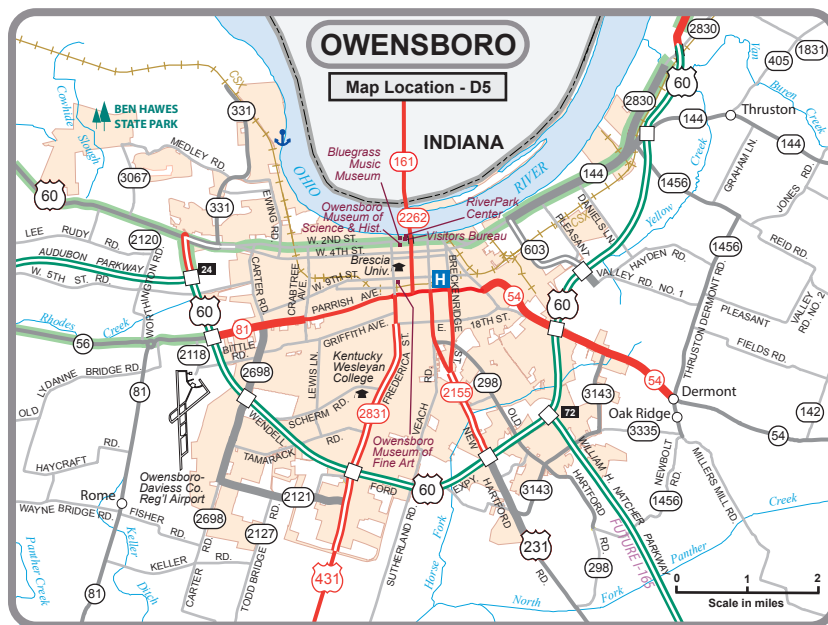 OWENSBORO
Map Location - D5
INDIANA
OHIO
RIVER
CSX
CSX
BEN HAWES
STATE PARK
Cowhide
Slough
MEDLEY RD.
331
331
3067
60
2120
LEE
RUDY
RD.
AUDUBON PARKWAY
W. 5TH ST. RD.
WORTHINGTON RD.
24
60
EWING RD.
Bluegrass
Music
Museum
161
2262
RiverPark
Center
Owensboro
Museum of
Science & Hist.
Visitors Bureau
W. 2ND ST.
W. 4TH ST.
Brescia
Univ.
W. 9TH ST.
H
CARTER RD.
CRABTREE
AVE.
PARRISH AVE.
BRECKENRIDGE
ST.
E.
18TH ST.
54
GRIFFITH AVE.
FREDERICA ST.
Rhodes
Creek
56
81
2118
BITTLE
RD.
2698
LEWIS LN.
Kentucky
Wesleyan
College
2831
VEACH
RD.
298
2155
OLD
HARTFORD
RD.
NEW
HARTFORD
RD.
SCHERM RD.
TAMARACK
RD.
WENDELL
FORD
60
EXPY
Owensboro
Museum of
Fine Art
OLD
LYDANNE BRIDGE RD.
81
HAYCRAFT
RD.
Rome
WAYNE BRIDGE RD.
FISHER
RD.
KELLER
RD.
Keller
Ditch
Panther Creek
81
Owensboro-
Daviess Co.
Reg'l Airport
2698
CARTER
RD.
2127
TODD BRIDGE
RD.
2121
431
SUTHERLAND RD.
Horse
Fork
231
3143
3143
298
North
Fork
Panther
Creek
72
WILLIAM H. NATCHER PARKWAY
FUTURE I-165
2830
2830
60
405
1831
Van
Buren
Creek
Thruston
144
144
144
1456
GRAHAM LN.
JONES RD.
Yellow
Creek
DANIELS LN.
PLEASANT
VALLEY RD. NO. 1
603
HAYDEN RD.
60
1456
REID RD.
PLEASANT
VALLEY
RD. NO. 2
THRUSTON DERMONT RD.
FIELDS RD.
54
Dermont
Oak Ridge
3335
NEWBOLT
RD.
1456
MILLERS MILL RD.
142
54
0 1 2
Scale in miles